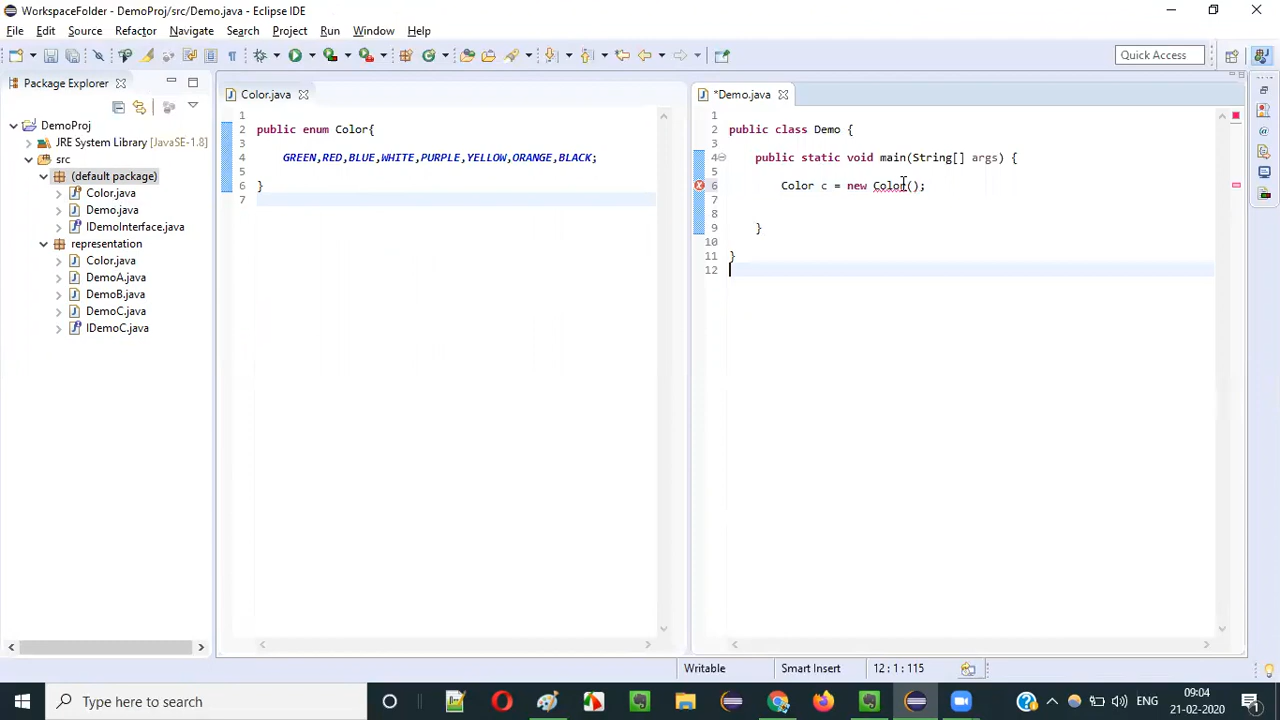 WorkspaceFolder - DemoProj/src/Demo.java - Eclipse IDE
File Edit Source Refactor Navigate Search Project Run Window Help
Quick Access
Package Explorer
Color.java
*Demo.java
DemoProj
JRE System Library [JavaSE-1.8]
src
(default package)
Color.java
Demo.java
IDemoInterface.java
representation
Color.java
DemoA.java
DemoB.java
DemoC.java
IDemoC.java
1
2 public enum Color{
3
4 GREEN,RED,BLUE,WHITE,PURPLE,YELLOW,ORANGE,BLACK;
5
6 }
7
1
2 public class Demo {
3
4 public static void main(String[] args) {
5
6 Color c = new Color();
7
8
9 }
10
11 }
12
Writable Smart Insert 12 : 1 : 115
Type here to search
ENG
09:04
21-02-2020
1